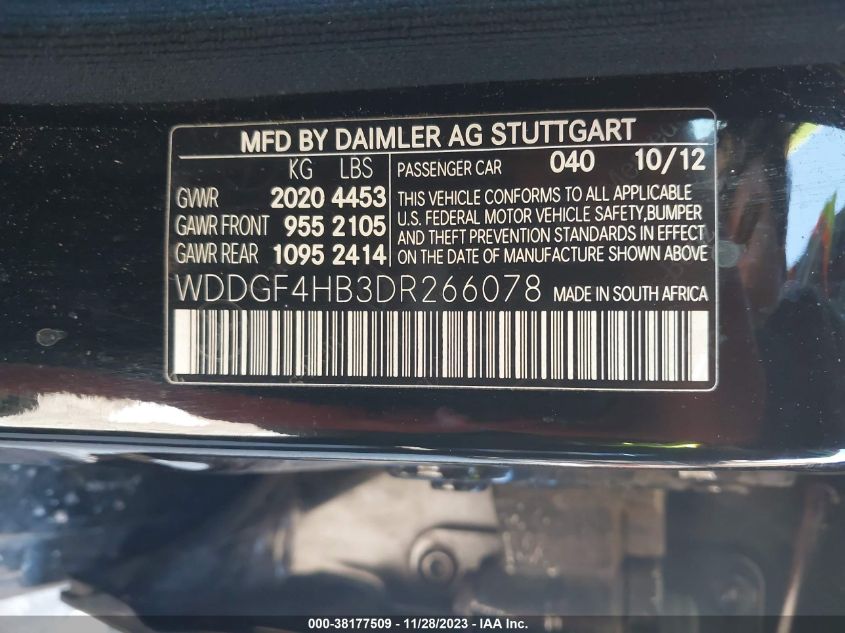 MFD BY DAIMLER AG STUTTGART
KG LBS PASSENGER CAR 040 10/12
GVWR 2020 4453 THIS VEHICLE CONFORMS TO ALL APPLICABLE
GAWR FRONT 955 2105 U.S. FEDERAL MOTOR VEHICLE SAFETY,BUMPER
GAWR REAR 1095 2414 AND THEFT PREVENTION STANDARDS IN EFFECT
ON THE DATE OF MANUFACTURE SHOWN ABOVE
WDDGF4HB3DR266078 MADE IN SOUTH AFRICA
000-38177509 - 11/28/2023 - IAA Inc.